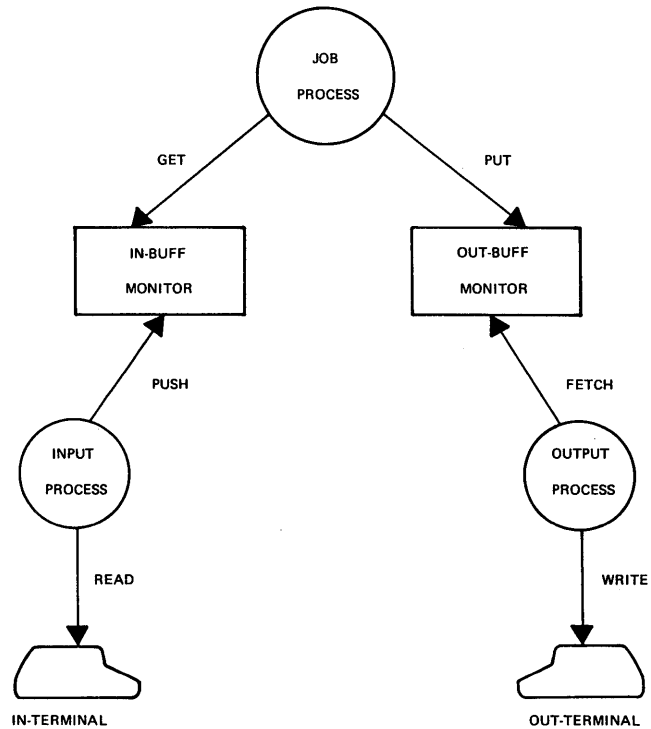 JOB
PROCESS
GET
PUT
IN-BUFF
MONITOR
OUT-BUFF
MONITOR
PUSH
FETCH
INPUT
PROCESS
OUTPUT
PROCESS
READ
WRITE
IN-TERMINAL
OUT-TERMINAL